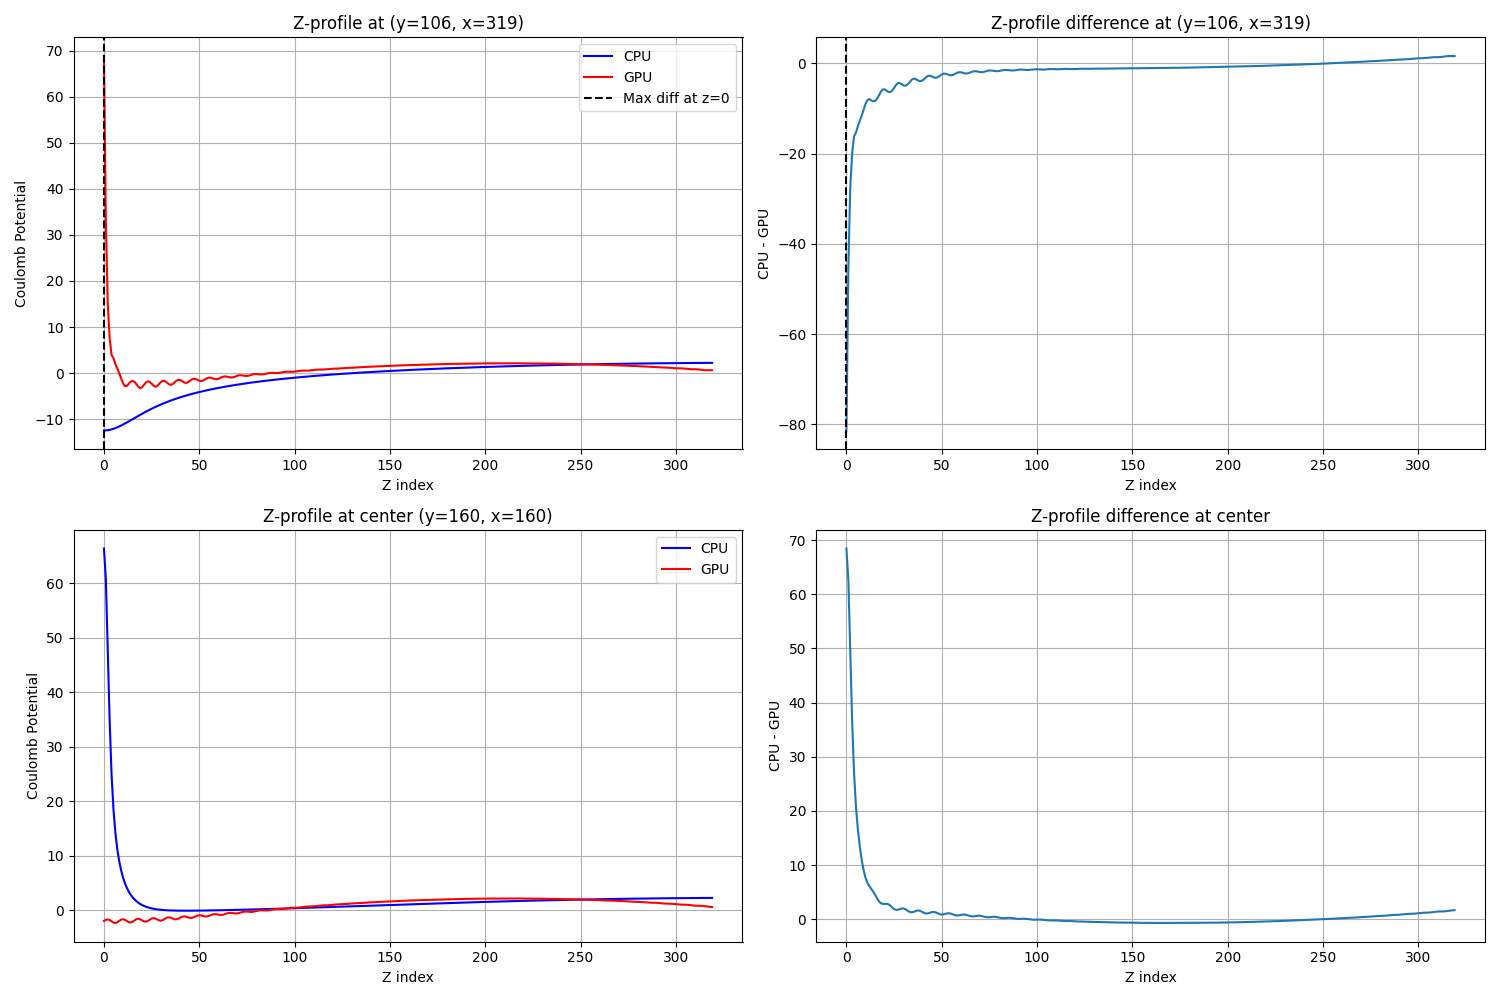 Z-profile at (y=106, x=319)
Coulomb Potential
70
60
50
40
30
20
10
0
−10
CPU
GPU
Max diff at z=0
0 50 100 150 200 250 300
Z index
Z-profile difference at (y=106, x=319)
CPU - GPU
0
−20
−40
−60
−80
0 50 100 150 200 250 300
Z index
Z-profile at center (y=160, x=160)
Coulomb Potential
60
50
40
30
20
10
0
CPU
GPU
0 50 100 150 200 250 300
Z index
Z-profile difference at center
CPU - GPU
70
60
50
40
30
20
10
0
0 50 100 150 200 250 300
Z index